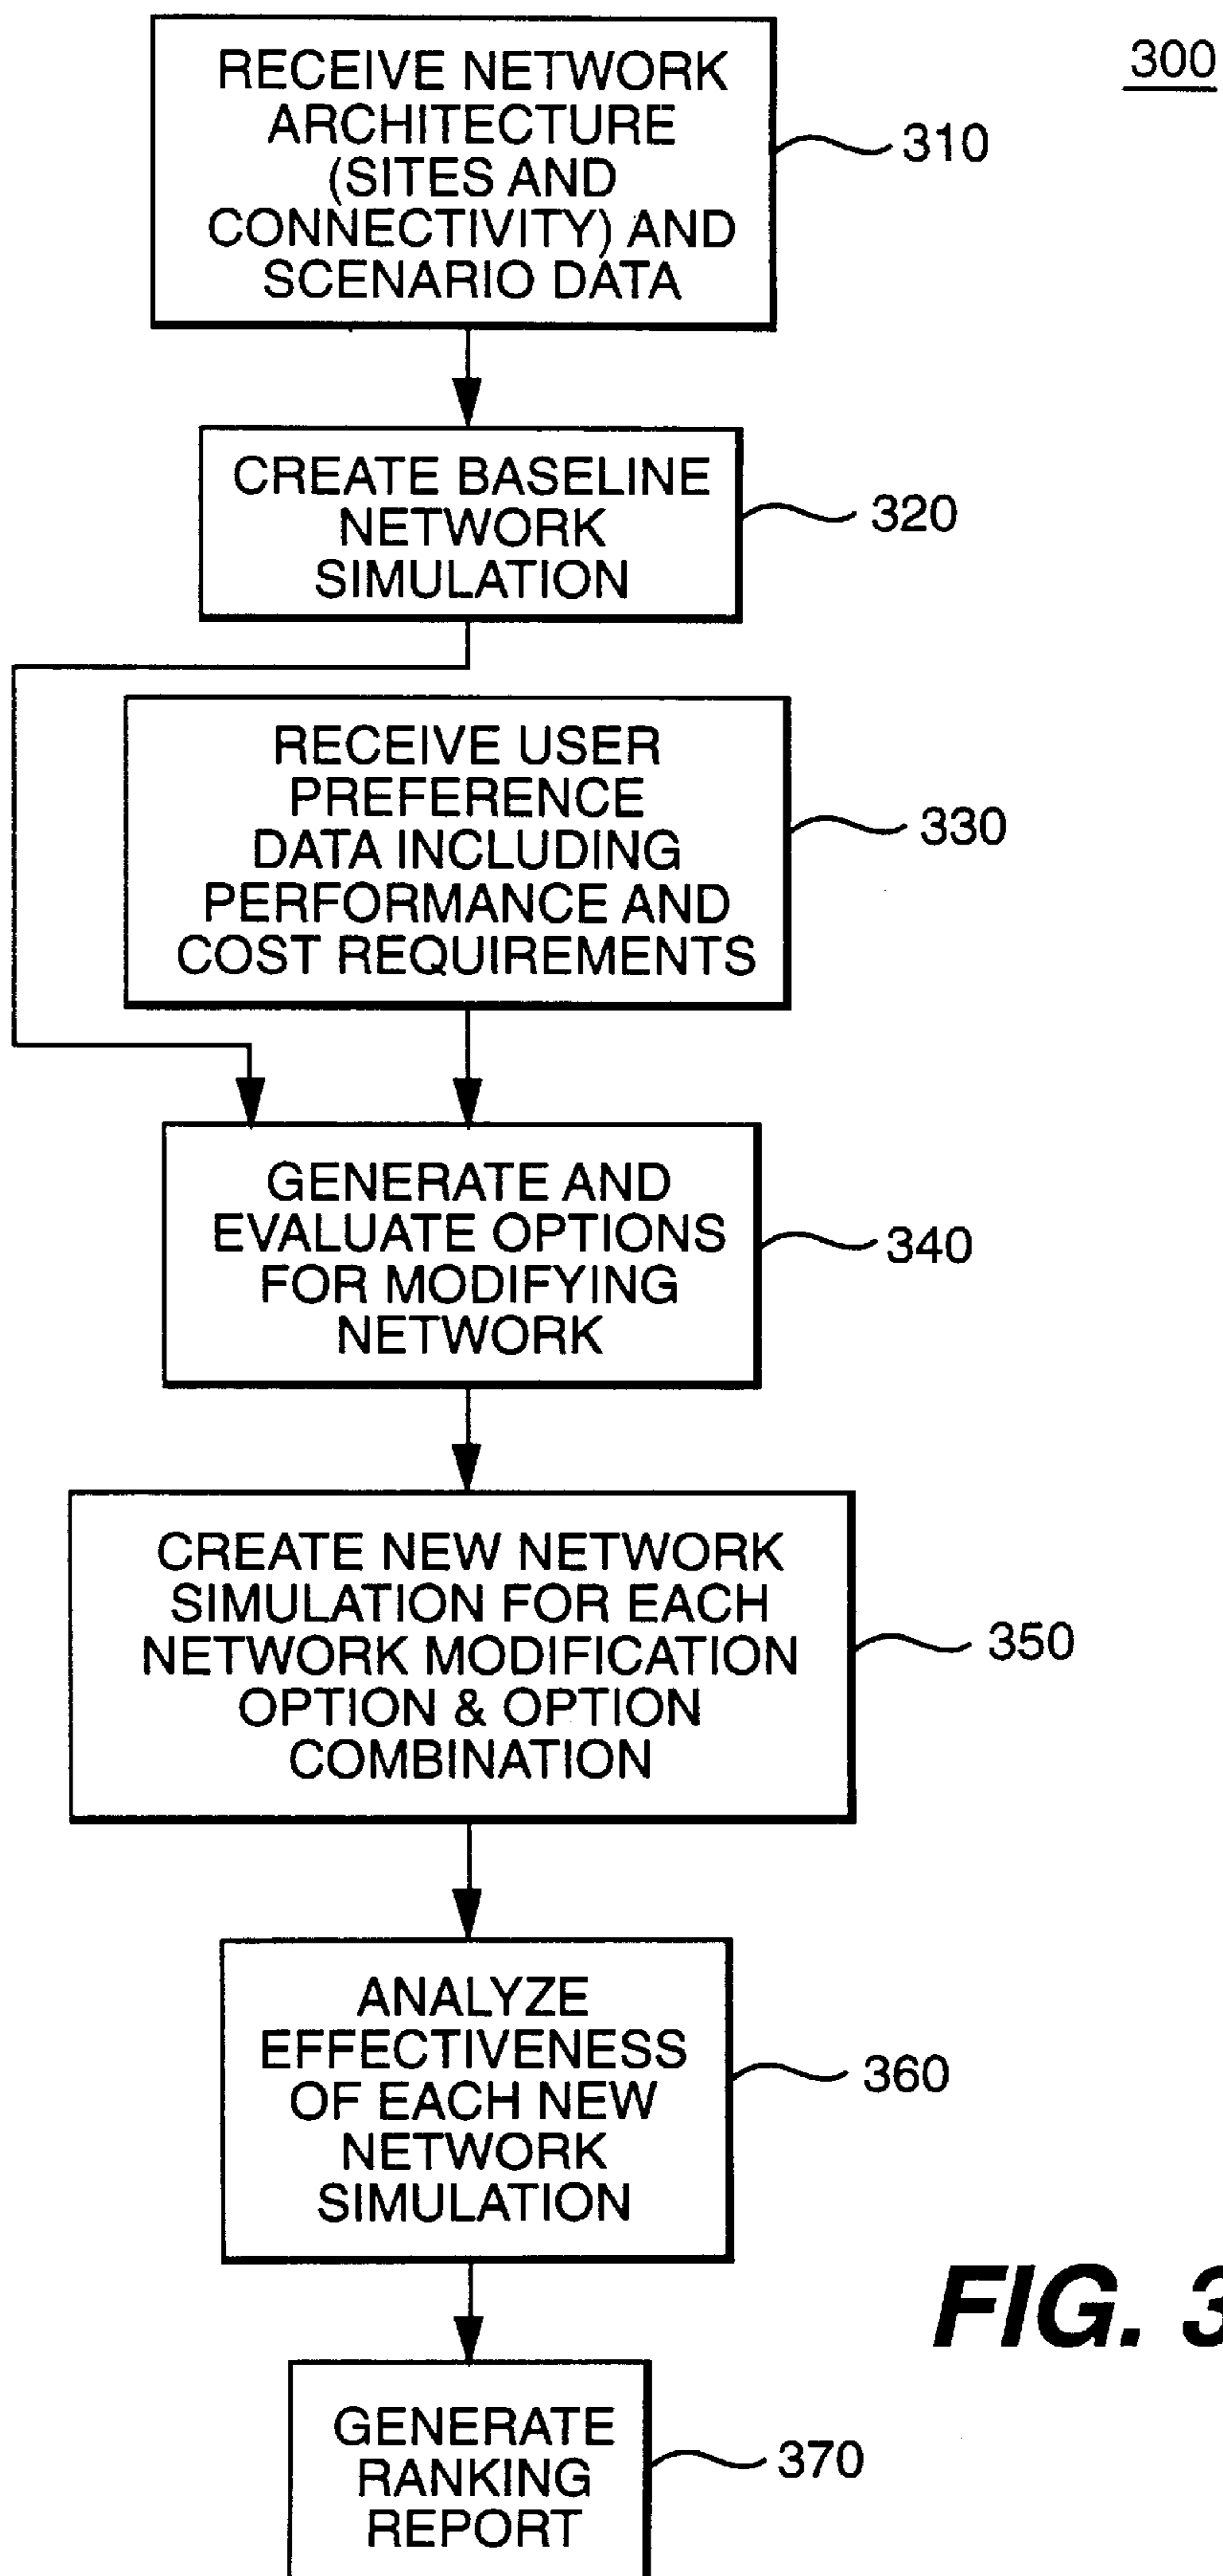 300
RECEIVE NETWORK
ARCHITECTURE
(SITES AND
CONNECTIVITY) AND
SCENARIO DATA
310
CREATE BASELINE
NETWORK
SIMULATION
320
RECEIVE USER
PREFERENCE
DATA INCLUDING
PERFORMANCE AND
COST REQUIREMENTS
330
GENERATE AND
EVALUATE OPTIONS
FOR MODIFYING
NETWORK
340
CREATE NEW NETWORK
SIMULATION FOR EACH
NETWORK MODIFICATION
OPTION & OPTION
COMBINATION
350
ANALYZE
EFFECTIVENESS
OF EACH NEW
NETWORK
SIMULATION
360
FIG. 3
GENERATE
RANKING
REPORT
370